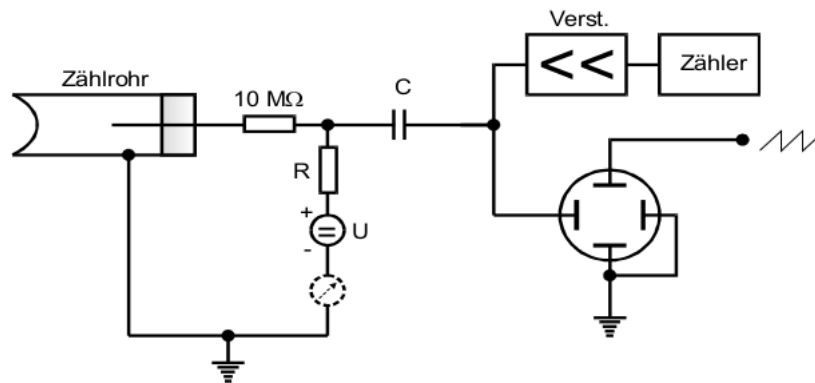 Verst.
Zählrohr
<<
Zähler
10 MΩ
C
R
+
U
=
-